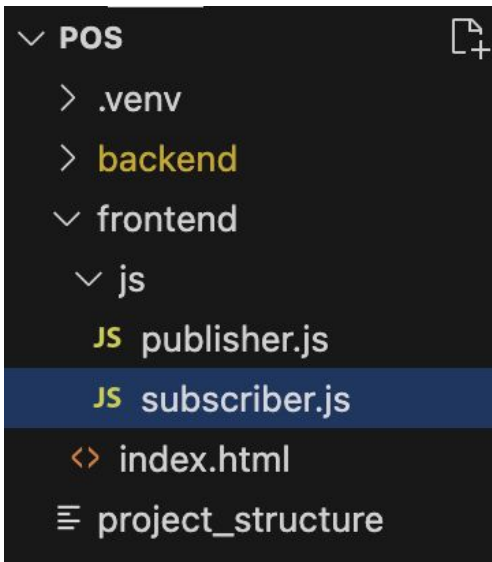 POS
.venv
backend
frontend
js
JS publisher.js
JS subscriber.js
index.html
project_structure